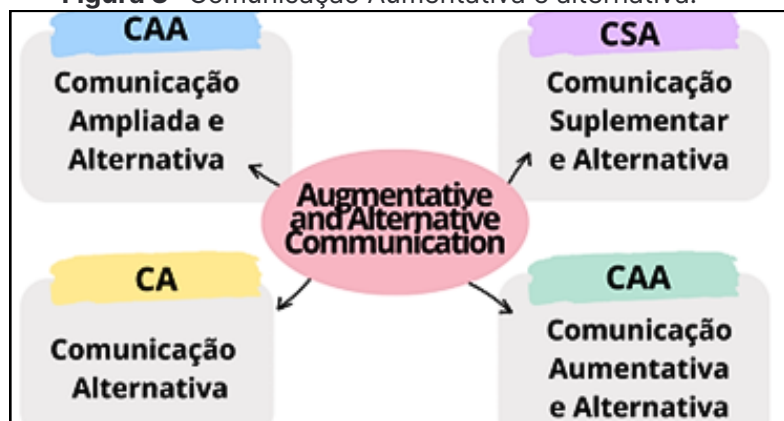 Figura 3 - Comunicação Aumentativa e alternativa.
CAA
Comunicação
Ampliada e
Alternativa
CSA
Comunicação
Suplementar
e Alternativa
Augmentative
and Alternative
Communication
CA
Comunicação
Alternativa
CAA
Comunicação
Aumentativa
e Alternativa